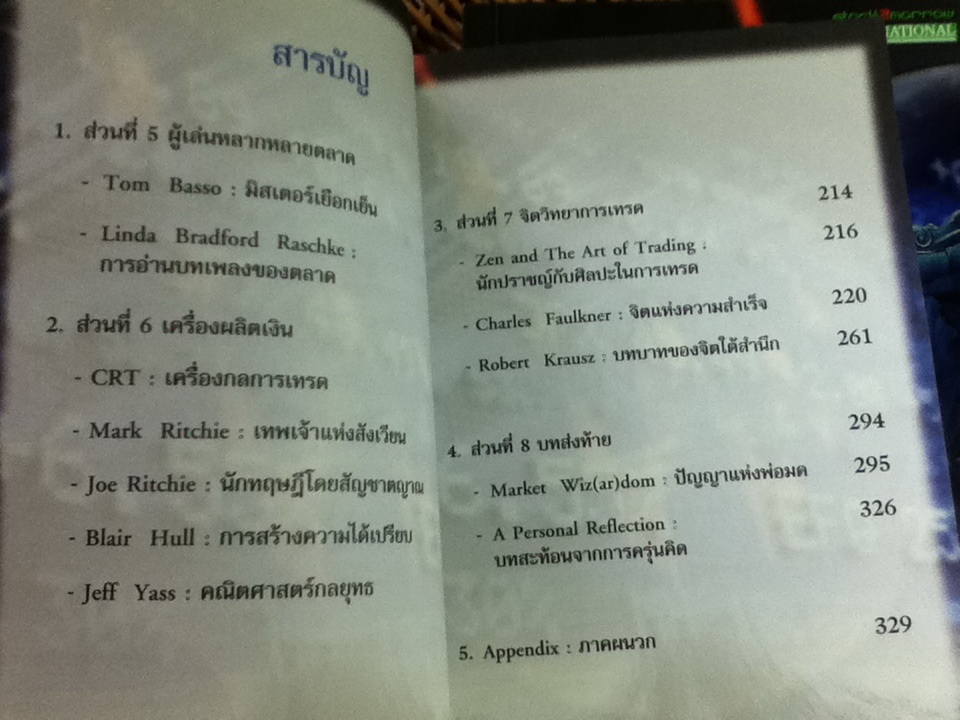 สารบัญ
1. ส่วนที่ 5 ผู้เล่นหลากหลายตลาด
- Tom Basso : มิสเตอร์เยือกเย็น
- Linda Bradford Raschke :
การอ่านบทเพลงของตลาด
2. ส่วนที่ 6 เครื่องผลิตเงิน
- CRT : เครื่องกลการเทรด
- Mark Ritchie : เทพเจ้าแห่งสังเวียน
- Joe Ritchie : นักทฤษฎีโดยสัญชาตญาณ
- Blair Hull : การสร้างความได้เปรียบ
- Jeff Yass : คณิตศาสตร์กลยุทธ
3. ส่วนที่ 7 จิตวิทยาการเทรด 214
- Zen and The Art of Trading : 216
นักปราชญ์กับศิลปะในการเทรด
- Charles Faulkner : จิตแห่งความสำเร็จ 220
- Robert Krausz : บทบาทของจิตใต้สำนึก 261
4. ส่วนที่ 8 บทส่งท้าย 294
- Market Wiz(ar)dom : ปัญญาแห่งพ่อมด 295
- A Personal Reflection : 326
บทสะท้อนจากการครุ่นคิด
5. Appendix : ภาคผนวก 329